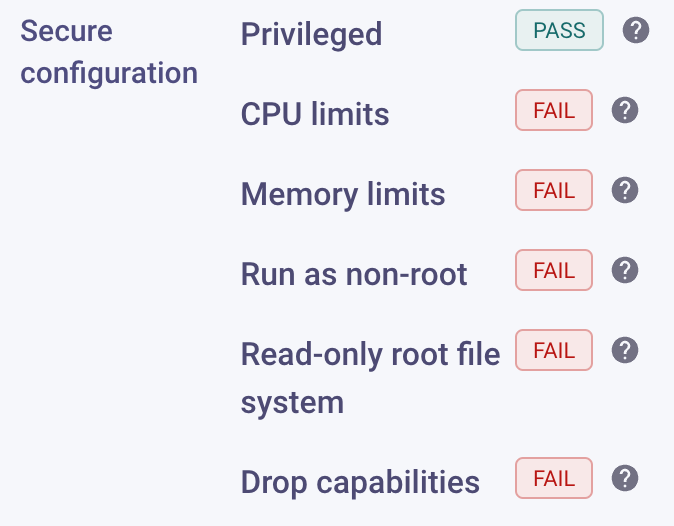 Secure
configuration
Privileged PASS ?
CPU limits FAIL ?
Memory limits FAIL ?
Run as non-root FAIL ?
Read-only root file FAIL ?
system
Drop capabilities FAIL ?